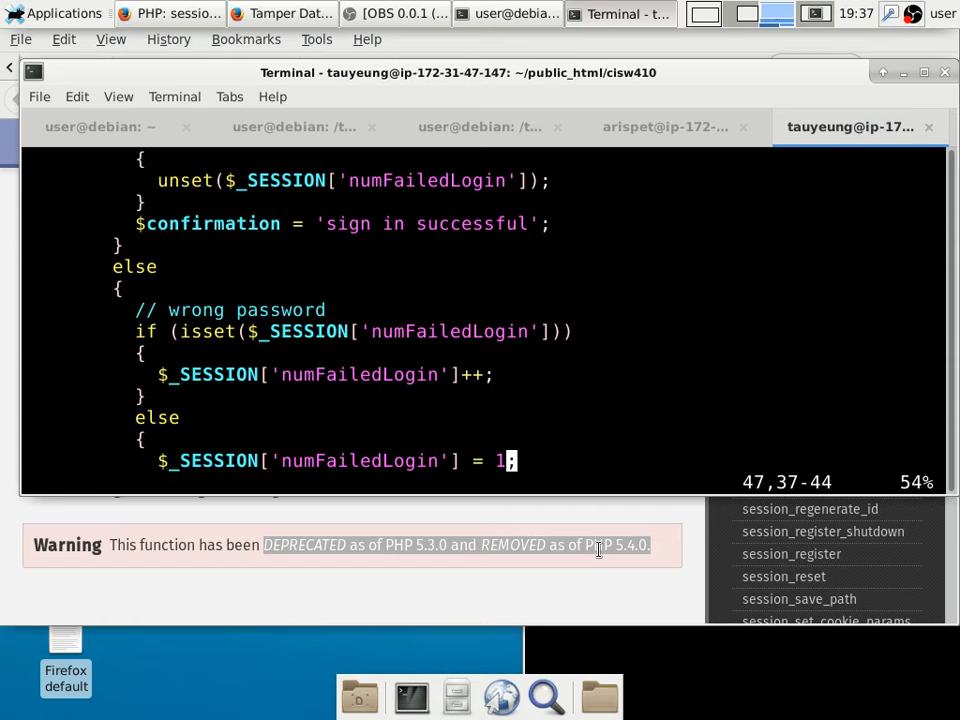 Applications
PHP: sessio...
Tamper Dat...
[OBS 0.0.1 (...
user@debia...
Terminal - t...
19:37
user
File Edit View History Bookmarks Tools Help
Terminal - tauyeung@ip-172-31-47-147: ~/public_html/cisw410
File Edit View Terminal Tabs Help
user@debian: ~ ×
user@debian: /t... ×
user@debian: /t... ×
arispet@ip-172-... ×
tauyeung@ip-17... ×
{
unset($_SESSION['numFailedLogin']);
}
$confirmation = 'sign in successful';
}
else
{
// wrong password
if (isset($_SESSION['numFailedLogin']))
{
$_SESSION['numFailedLogin']++;
}
else
{
$_SESSION['numFailedLogin'] = 1;
47,37-44 54%
session_regenerate_id
session_register_shutdown
session_register
session_reset
session_save_path
session_set_cookie_params
Warning This function has been DEPRECATED as of PHP 5.3.0 and REMOVED as of PHP 5.4.0.
Firefox
default